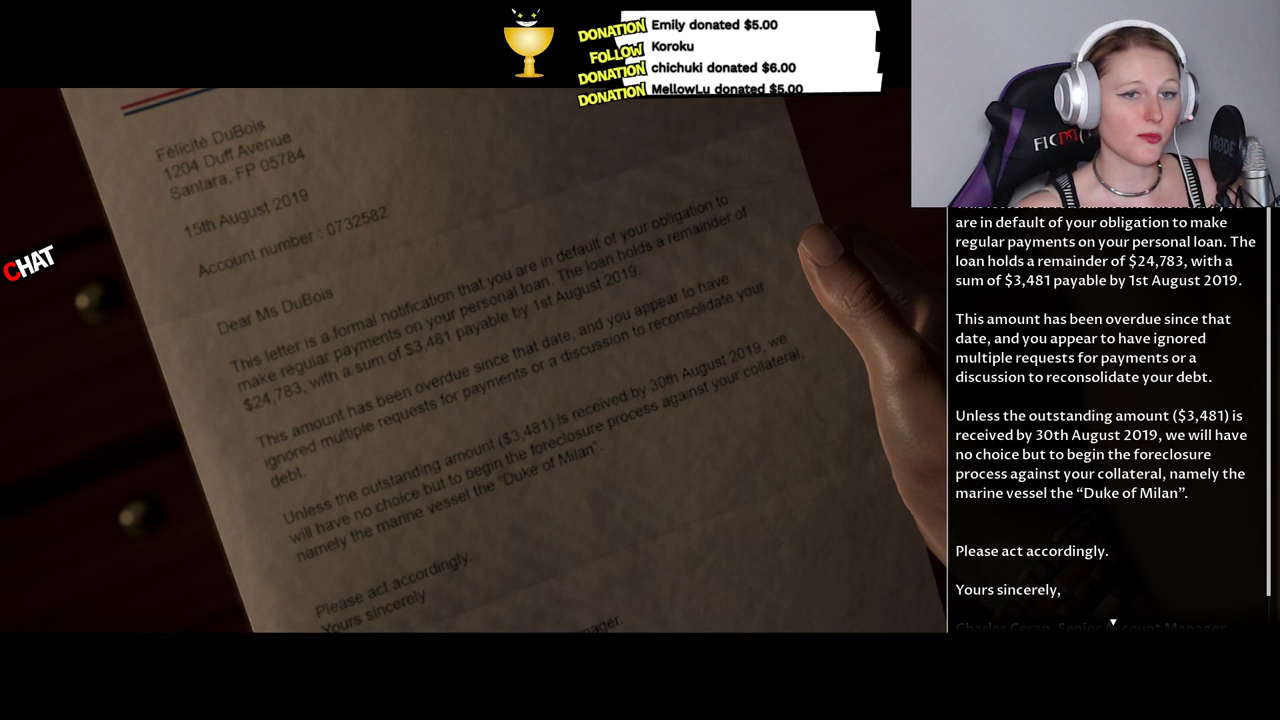 DONATION Emily donated $5.00
FOLLOW Koroku
DONATION chichuki donated $6.00
DONATION MellowLu donated $5.00
CHAT
RODE
Félicité DuBois
1204 Duff Avenue
Santara, FP 05784
15th August 2019
Account number : 0732582
Dear Ms DuBois
This letter is a formal notification that you are in default of your obligation to
make regular payments on your personal loan. The loan holds a remainder of
$24,783, with a sum of $3,481 payable by 1st August 2019.
This amount has been overdue since that date, and you appear to have
ignored multiple requests for payments or a discussion to reconsolidate your
debt.
Unless the outstanding amount ($3,481) is received by 30th August 2019, we
will have no choice but to begin the foreclosure process against your collateral,
namely the marine vessel the "Duke of Milan".
Please act accordingly.
Yours sincerely
are in default of your obligation to make
regular payments on your personal loan. The
loan holds a remainder of $24,783, with a
sum of $3,481 payable by 1st August 2019.
This amount has been overdue since that
date, and you appear to have ignored
multiple requests for payments or a
discussion to reconsolidate your debt.
Unless the outstanding amount ($3,481) is
received by 30th August 2019, we will have
no choice but to begin the foreclosure
process against your collateral, namely the
marine vessel the “Duke of Milan”.
Please act accordingly.
Yours sincerely,
Charles Ceran, Senior Account Manager